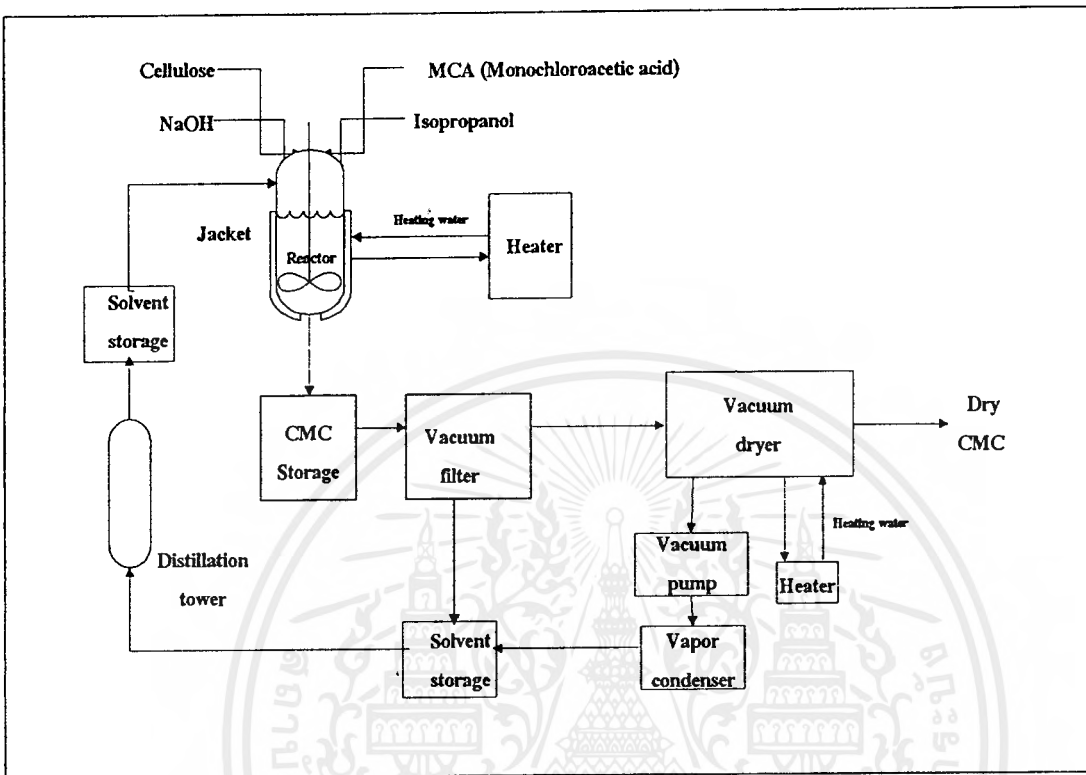 Cellulose
MCA (Monochloroacetic acid)
NaOH
Isopropanol
Heating water
Jacket
Reactor
Heater
Solvent
storage
CMC
Storage
Vacuum
filter
Vacuum
dryer
Dry
CMC
Heating water
Vacuum
pump
Heater
Distillation
tower
Solvent
storage
Vapor
condenser